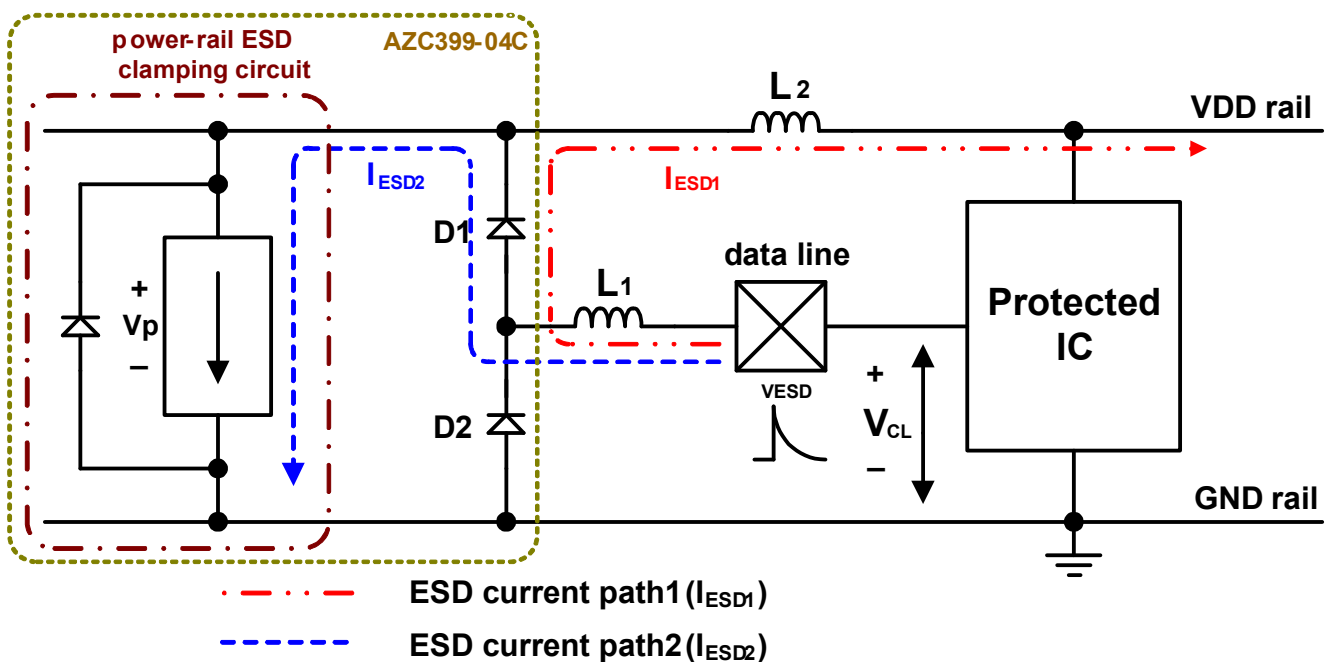 power-rail ESD
clamping circuit
AZC399-04C
L2
VDD rail
IESD2
IESD1
D1
data line
L1
+
Vp
–
Protected
IC
VESD
+
VCL
–
D2
GND rail
ESD current path1 (IESD1)
ESD current path2 (IESD2)